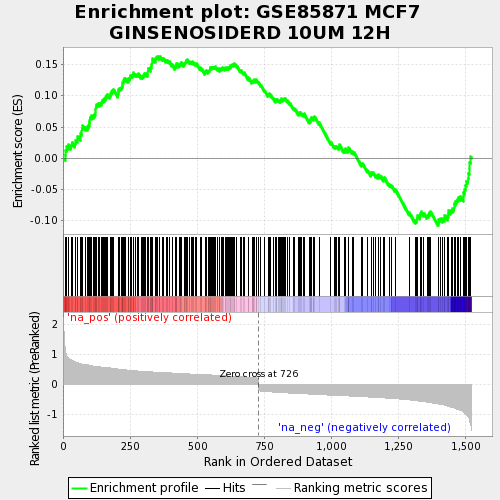 Enrichment plot: GSE85871 MCF7
GINSENOSIDERD 10UM 12H
Enrichment score (ES)
0.15
0.10
0.05
0.00
-0.05
-0.10
'na_pos' (positively correlated)
Ranked list metric (PreRanked)
2
1
0
-1
Zero cross at 726
'na_neg' (negatively correlated)
0
250
500
750
1,000
1,250
1,500
Rank in Ordered Dataset
Enrichment profile
Hits
Ranking metric scores